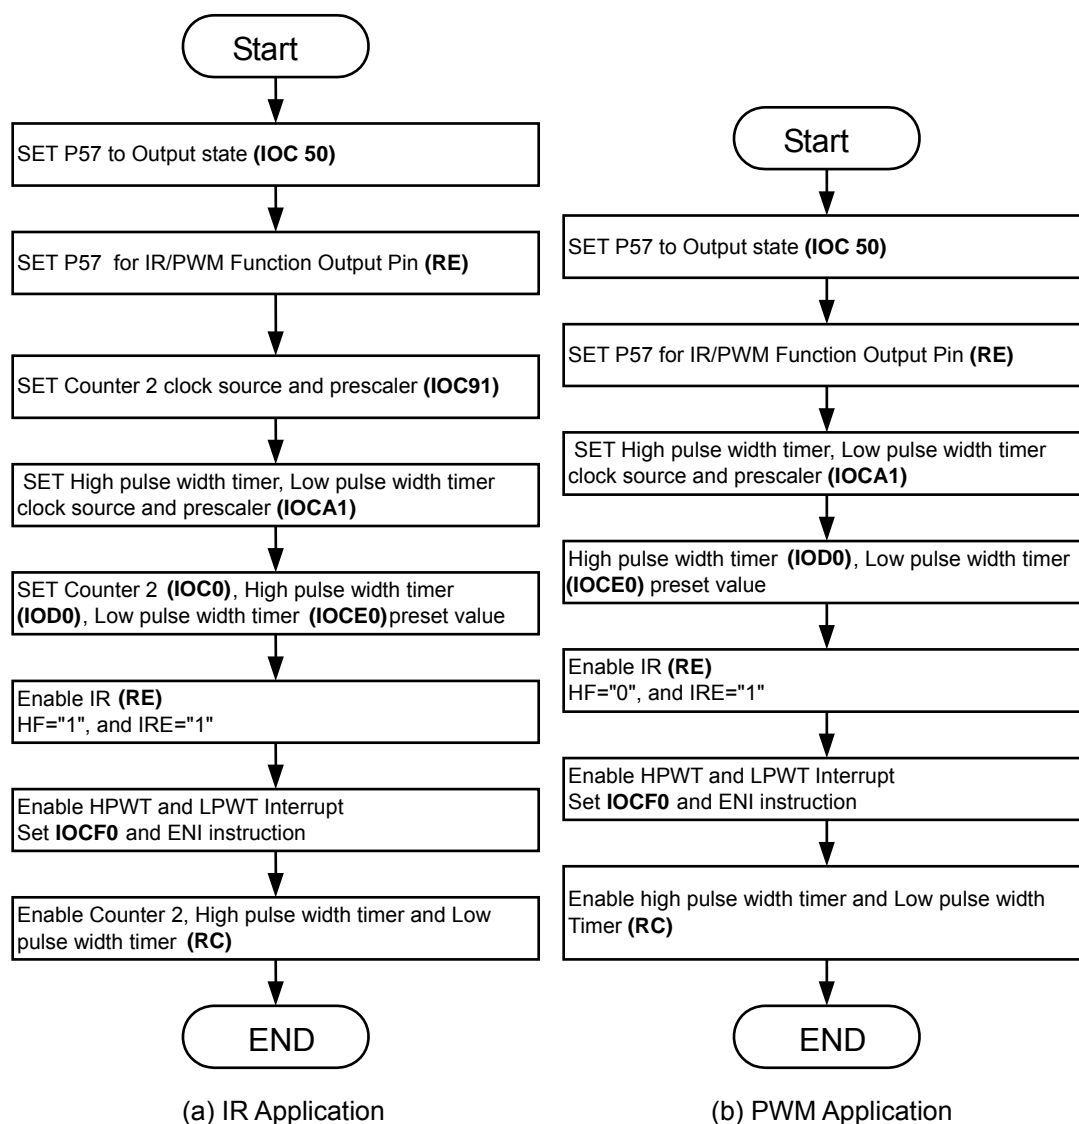 Start
SET P57 to Output state (IOC 50)
SET P57 for IR/PWM Function Output Pin (RE)
SET Counter 2 clock source and prescaler (IOC91)
SET High pulse width timer, Low pulse width timer
clock source and prescaler (IOCA1)
SET Counter 2 (IOC0), High pulse width timer
(IOD0), Low pulse width timer (IOCE0) preset value
Enable IR (RE)
HF="1", and IRE="1"
Enable HPWT and LPWT Interrupt
Set IOCF0 and ENI instruction
Enable Counter 2, High pulse width timer and Low
pulse width timer (RC)
END
(a) IR Application
Start
SET P57 to Output state (IOC 50)
SET P57 for IR/PWM Function Output Pin (RE)
SET High pulse width timer, Low pulse width timer
clock source and prescaler (IOCA1)
High pulse width timer (IOD0), Low pulse width timer
(IOCE0) preset value
Enable IR (RE)
HF="0", and IRE="1"
Enable HPWT and LPWT Interrupt
Set IOCF0 and ENI instruction
Enable high pulse width timer and Low pulse width
Timer (RC)
END
(b) PWM Application